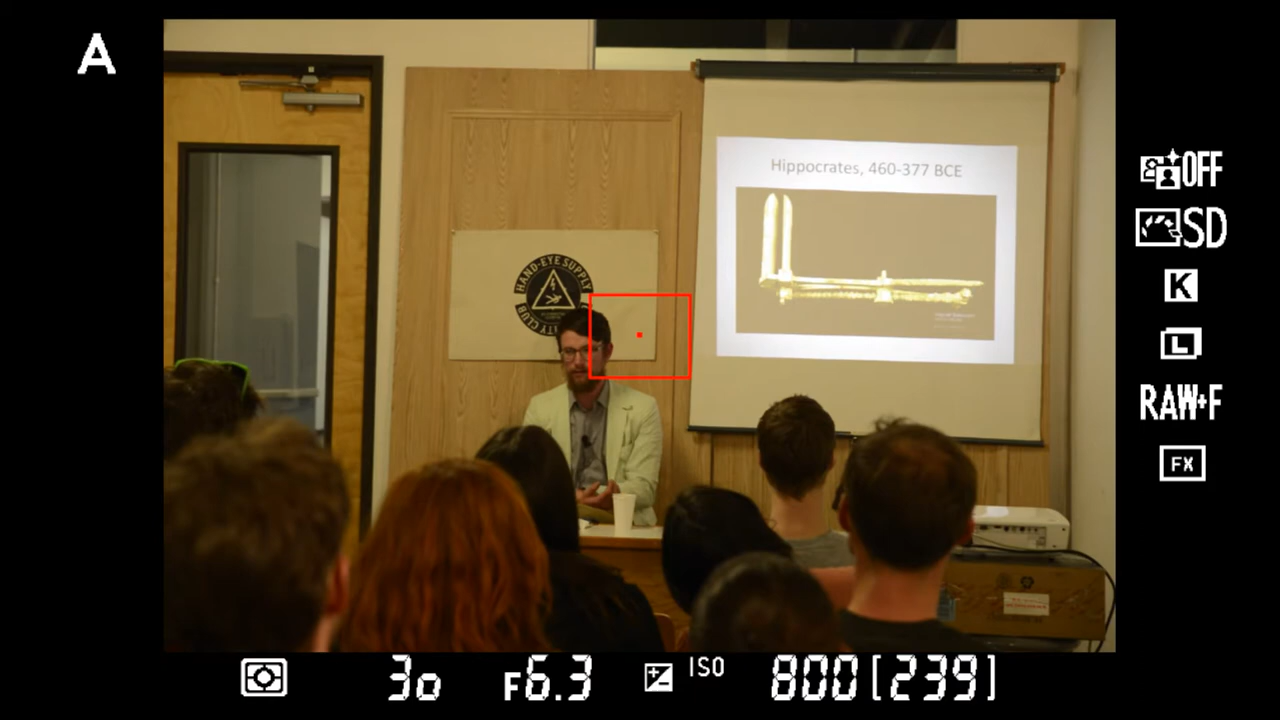 A
Hippocrates, 460-377 BCE
HAND-EYE SUPPLY
OFF
SD
K
L
RAW+F
FX
30 F6.3 ISO 800 [239]